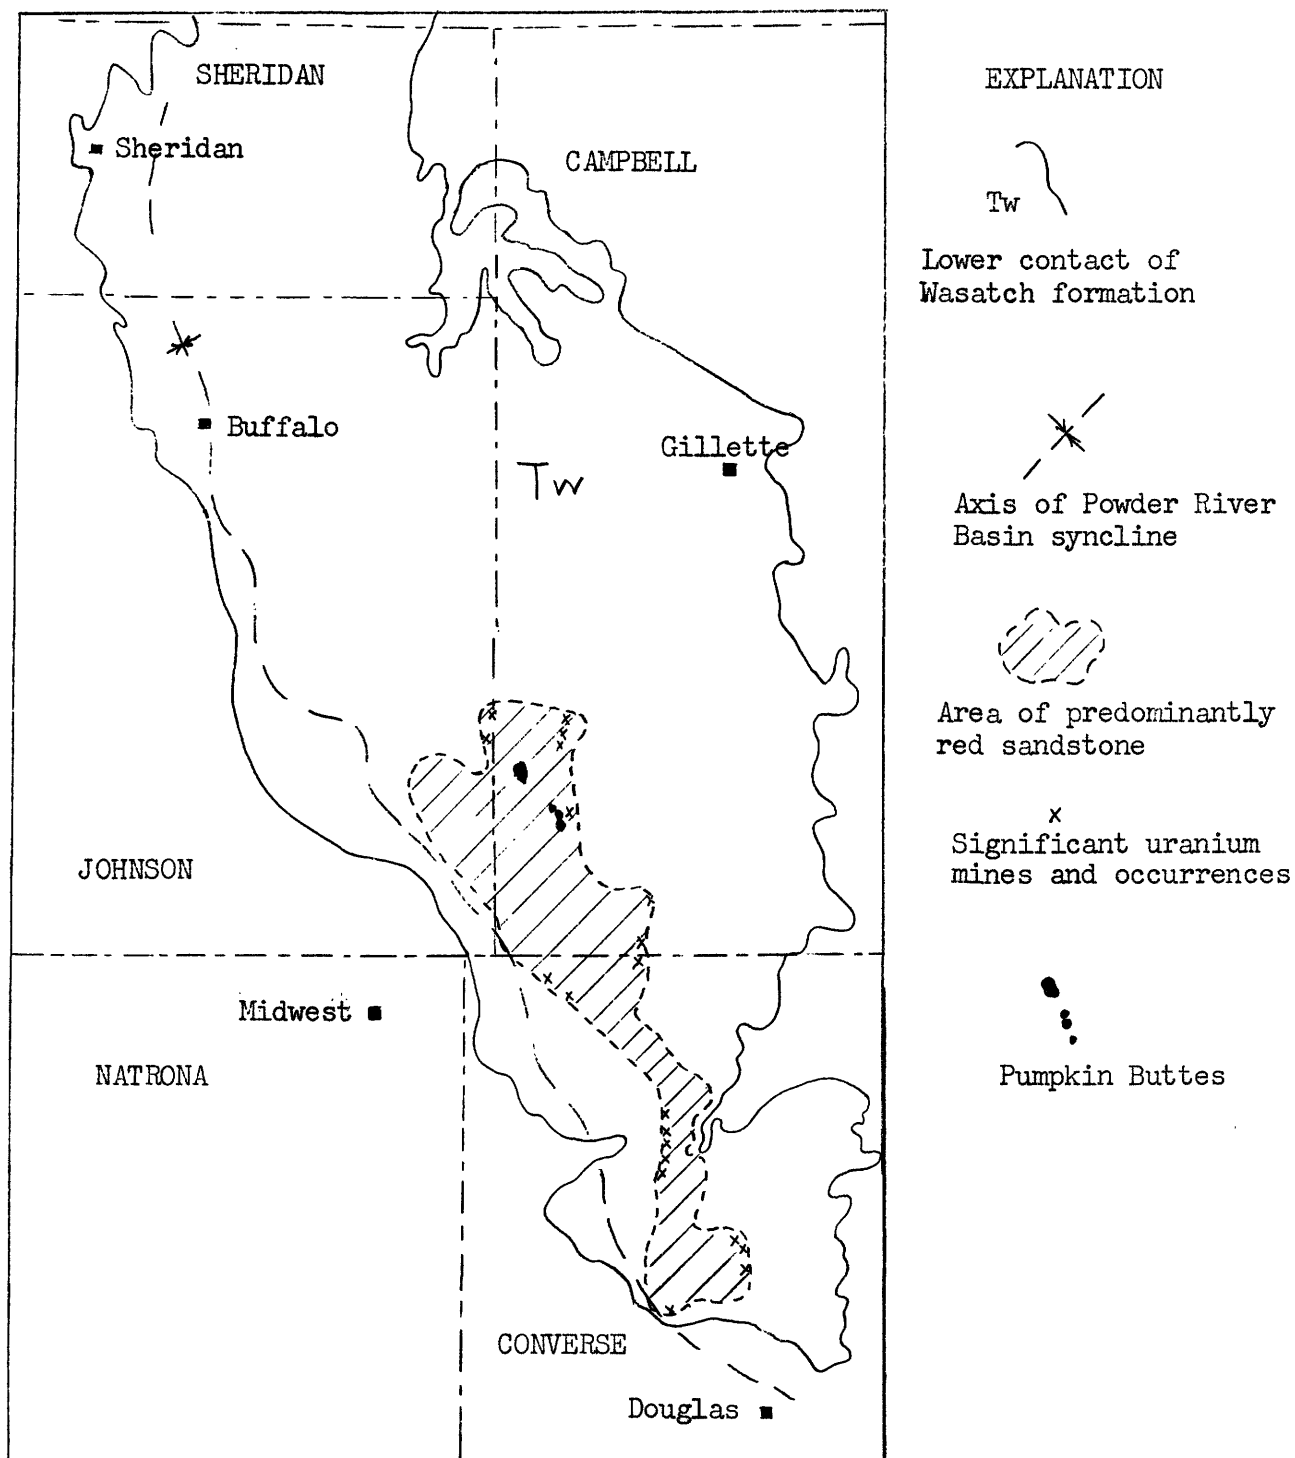 SHERIDAN
Sheridan
CAMPBELL
Buffalo
Gillette
Tw
JOHNSON
Midwest
NATRONA
CONVERSE
Douglas
EXPLANATION
Tw
Lower contact of
Wasatch formation
Axis of Powder River
Basin syncline
Area of predominantly
red sandstone
x
Significant uranium
mines and occurrences
Pumpkin Buttes